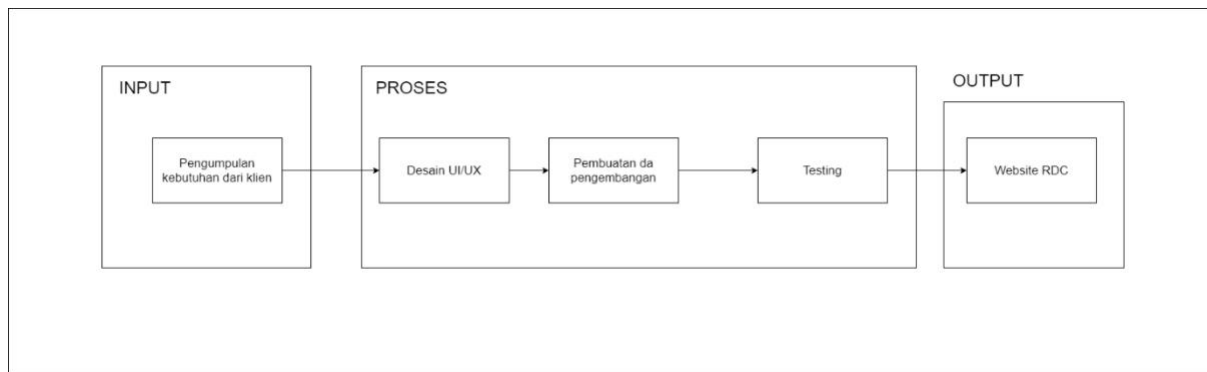 INPUT
Pengumpulan
kebutuhan dari klien
PROSES
Desain UI/UX
Pembuatan da
pengembangan
Testing
OUTPUT
Website RDC